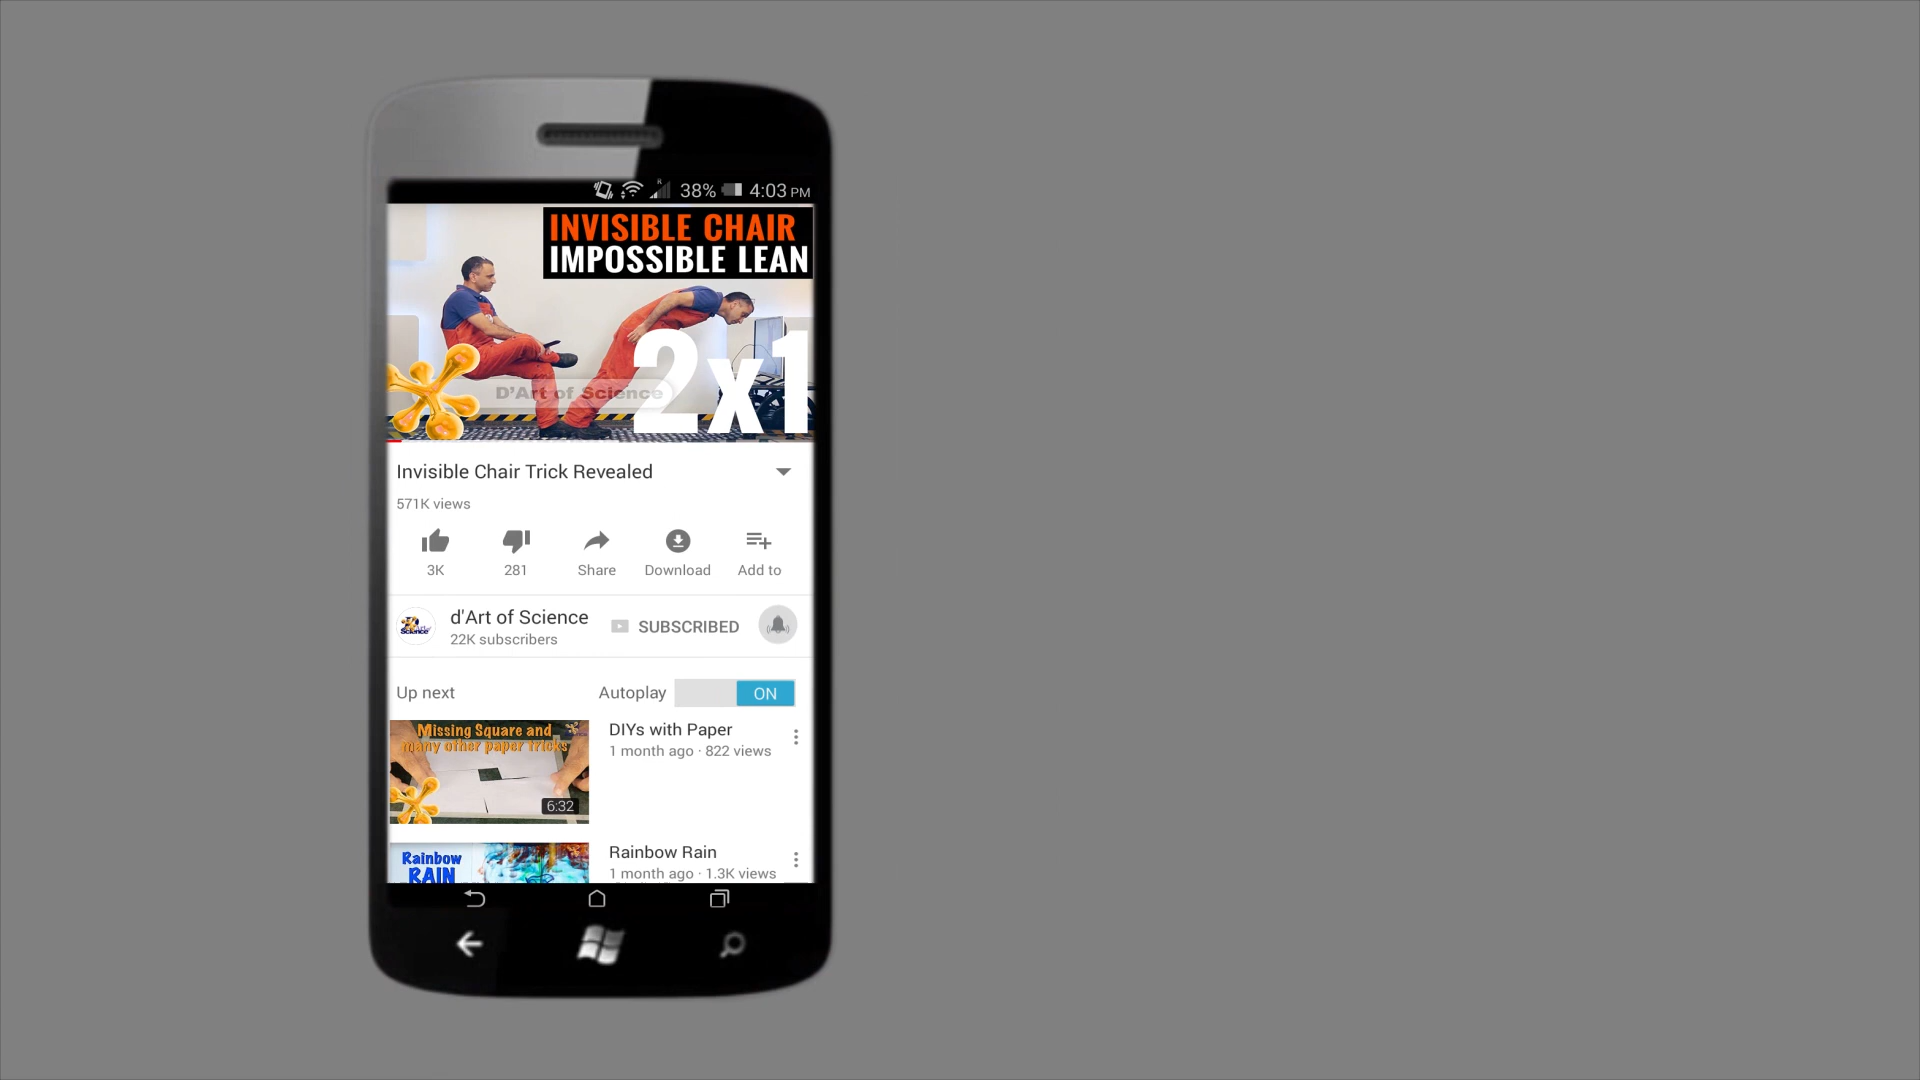 38% 4:03 PM
INVISIBLE CHAIR
IMPOSSIBLE LEAN
2x1
D'Art of Science
Invisible Chair Trick Revealed
571K views
3K 281 Share Download Add to
d'Art of Science
22K subscribers
SUBSCRIBED
Up next Autoplay ON
Missing Square and
many other paper tricks
6:32
DIYs with Paper
1 month ago · 822 views
Rainbow
RAIN
Rainbow Rain
1 month ago · 1.3K views